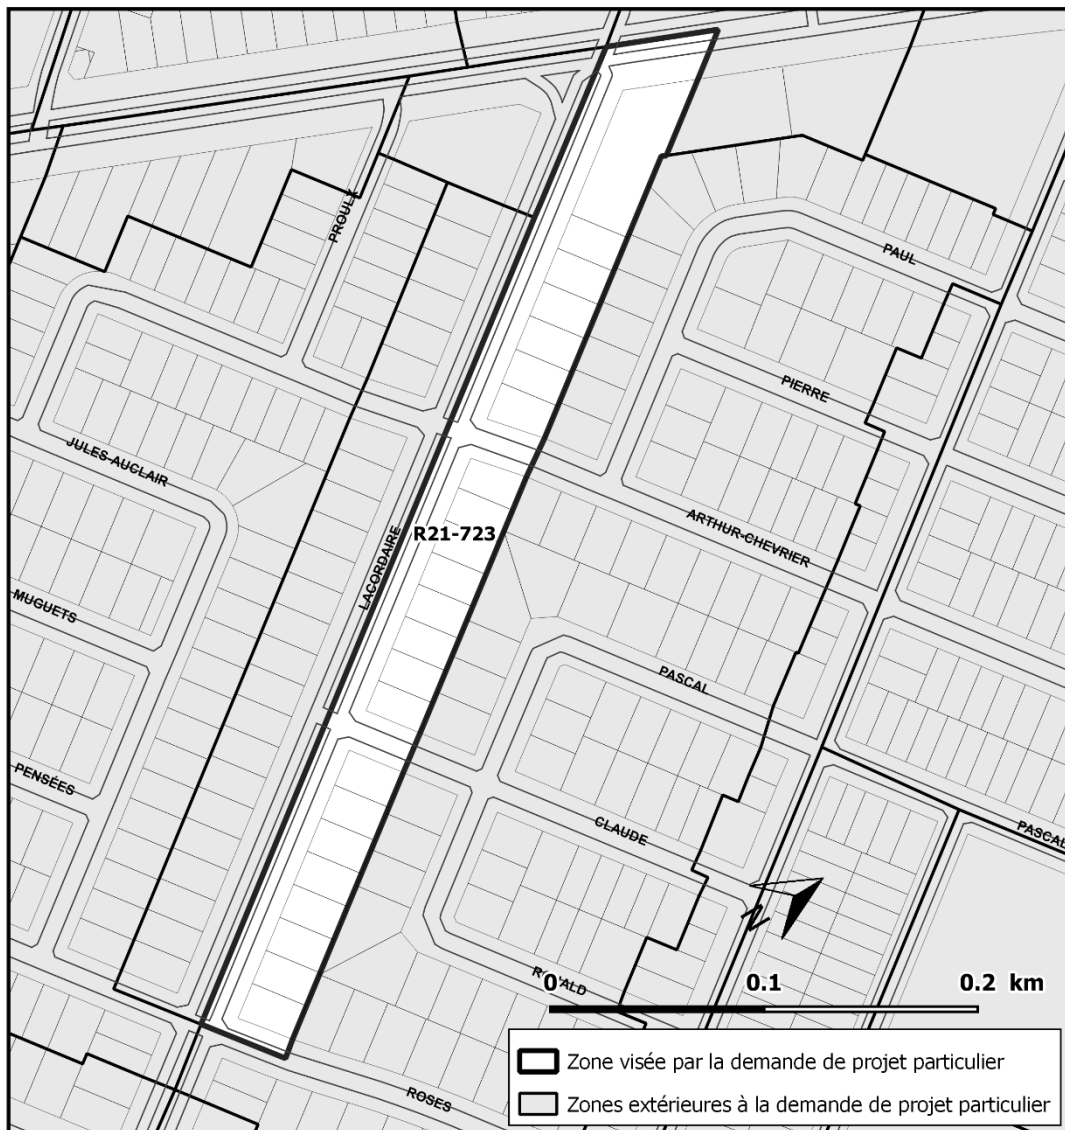 PROULX
PAUL
PIERRE
JULES-AUCLAIR
ARTHUR-CHEVRIER
R21-723
LACORDAIRE
MUGUETS
PASCAL
PENSÉES
CLAUDE
PASCAL
N
0 0.1 0.2 km
ROSES
Zone visée par la demande de projet particulier
Zones extérieures à la demande de projet particulier